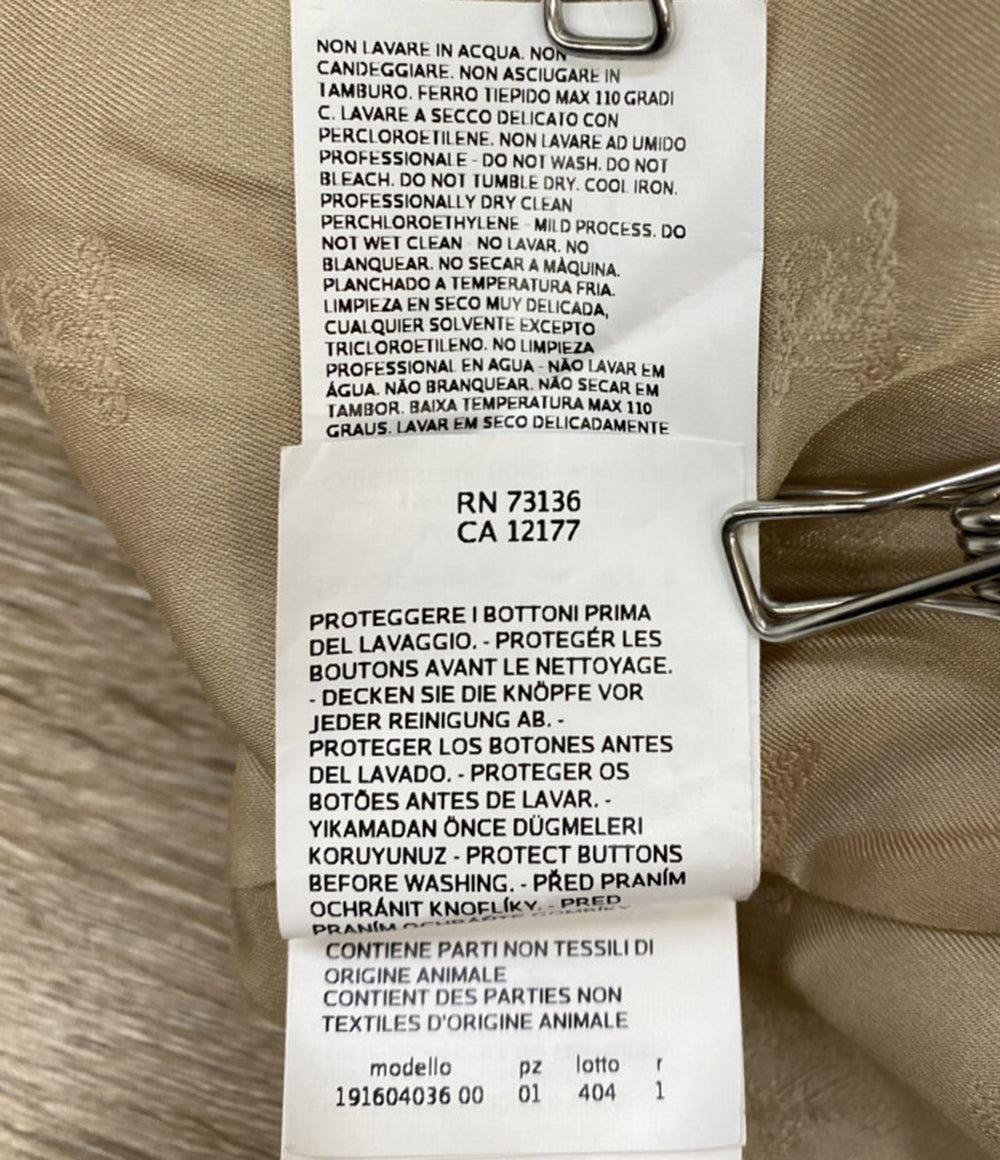 NON LAVARE IN ACQUA. NON
CANDEGGIARE. NON ASCIUGARE IN
TAMBURO. FERRO TIEPIDO MAX 110 GRADI
C. LAVARE A SECCO DELICATO CON
PERCLOROETILENE. NON LAVARE AD UMIDO
PROFESSIONALE - DO NOT WASH. DO NOT
BLEACH. DO NOT TUMBLE DRY. COOL IRON.
PROFESSIONALLY DRY CLEAN
PERCHLOROETHYLENE - MILD PROCESS. DO
NOT WET CLEAN - NO LAVAR. NO
BLANQUEAR. NO SECAR A MÀQUINA.
PLANCHADO A TEMPERATURA FRIA.
LIMPIEZA EN SECO MUY DELICADA,
CUALQUIER SOLVENTE EXCEPTO
TRICLOROETILENO. NO LIMPIEZA
PROFESSIONAL EN AGUA - NÃO LAVAR EM
ÁGUA. NÃO BRANQUEAR. NÃO SECAR EM
TAMBOR. BAIXA TEMPERATURA MAX 110
GRAUS. LAVAR EM SECO DELICADAMENTE
RN 73136
CA 12177
PROTEGGERE I BOTTONI PRIMA
DEL LAVAGGIO. - PROTEGÉR LES
BOUTONS AVANT LE NETTOYAGE.
- DECKEN SIE DIE KNÖPFE VOR
JEDER REINIGUNG AB. -
PROTEGER LOS BOTONES ANTES
DEL LAVADO. - PROTEGER OS
BOTÕES ANTES DE LAVAR. -
YIKAMADAN ÖNCE DÜGMELERI
KORUYUNUZ - PROTECT BUTTONS
BEFORE WASHING. - PŘED PRANÍM
OCHRÁNIT KNOFLÍKY. - PRED
PRANÍM OCHRÁŇTE GOMBÍKY
CONTIENE PARTI NON TESSILI DI
ORIGINE ANIMALE
CONTIENT DES PARTIES NON
TEXTILES D'ORIGINE ANIMALE
modello pz lotto r
191604036 00 01 404 1